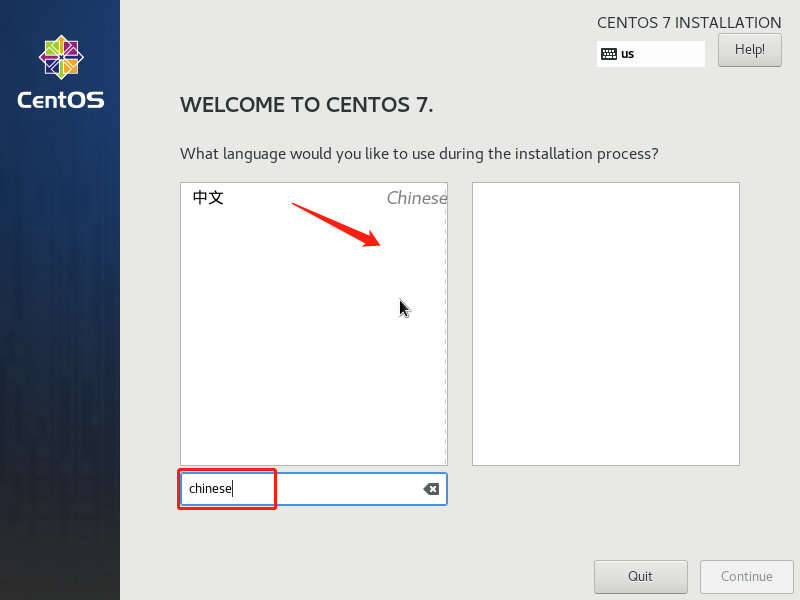 CENTOS 7 INSTALLATION
us
Help!
CentOS
WELCOME TO CENTOS 7.
What language would you like to use during the installation process?
中文 Chinese
chinese
Quit
Continue